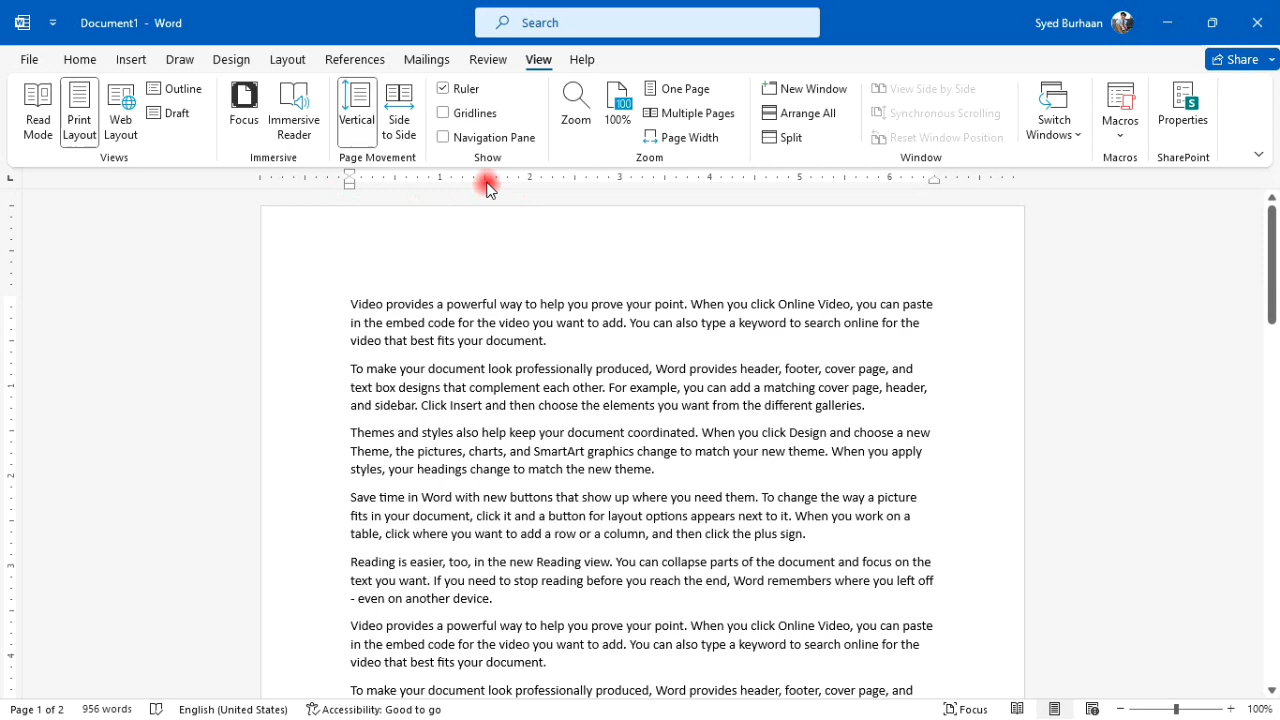 Document1 - Word
Search
Syed Burhaan
File Home Insert Draw Design Layout References Mailings Review View Help
Share
Read Mode
Print Layout
Web Layout
Outline
Draft
Views
Focus
Immersive Reader
Immersive
Vertical
Side to Side
Page Movement
Ruler
Gridlines
Navigation Pane
Show
Zoom
100
100%
One Page
Multiple Pages
Page Width
Zoom
New Window
Arrange All
Split
View Side by Side
Synchronous Scrolling
Reset Window Position
Switch Windows
Window
Macros
Macros
Properties
SharePoint
1 2 3 4 5 6
Video provides a powerful way to help you prove your point. When you click Online Video, you can paste
in the embed code for the video you want to add. You can also type a keyword to search online for the
video that best fits your document.
To make your document look professionally produced, Word provides header, footer, cover page, and
text box designs that complement each other. For example, you can add a matching cover page, header,
and sidebar. Click Insert and then choose the elements you want from the different galleries.
Themes and styles also help keep your document coordinated. When you click Design and choose a new
Theme, the pictures, charts, and SmartArt graphics change to match your new theme. When you apply
styles, your headings change to match the new theme.
Save time in Word with new buttons that show up where you need them. To change the way a picture
fits in your document, click it and a button for layout options appears next to it. When you work on a
table, click where you want to add a row or a column, and then click the plus sign.
Reading is easier, too, in the new Reading view. You can collapse parts of the document and focus on the
text you want. If you need to stop reading before you reach the end, Word remembers where you left off
- even on another device.
Video provides a powerful way to help you prove your point. When you click Online Video, you can paste
in the embed code for the video you want to add. You can also type a keyword to search online for the
video that best fits your document.
To make your document look professionally produced, Word provides header, footer, cover page, and
1
2
3
4
Page 1 of 2 956 words English (United States) Accessibility: Good to go Focus 100%